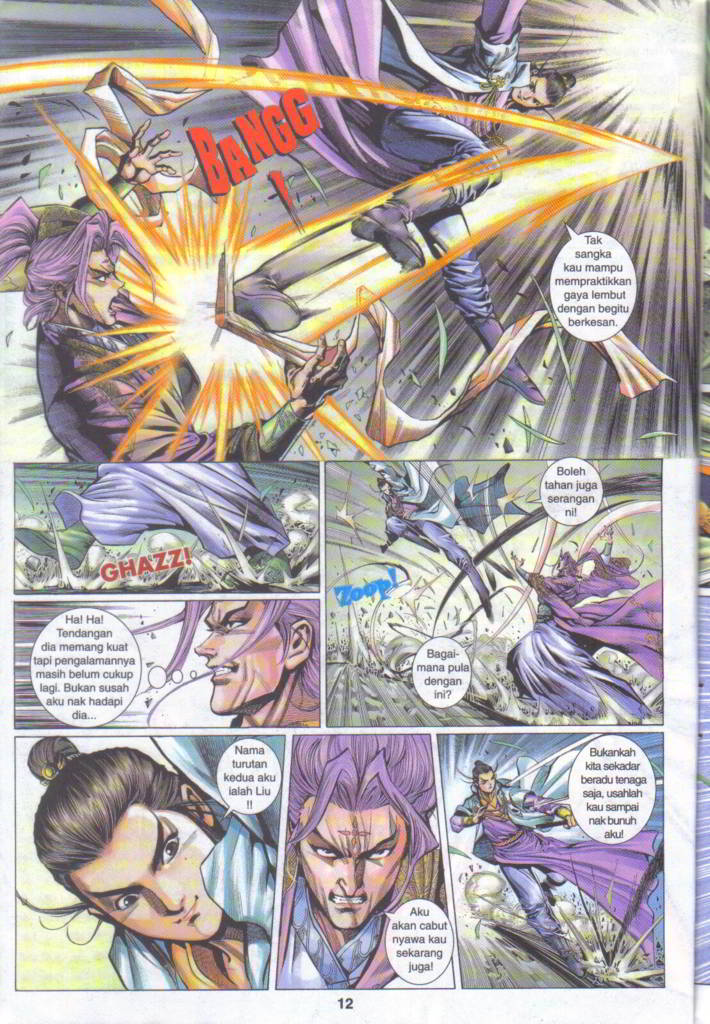 BANGG
!
Tak
sangka
kau mampu
mempraktikkan
gaya lembut
dengan begitu
berkesan.
GHAZZ!
Boleh
tahan juga
serangan
ni!
Zoop!
Bagai-
mana pula
dengan
ini?
Ha! Ha!
Tendangan
dia memang kuat
tapi pengalamannya
masih belum cukup
lagi. Bukan susah
aku nak hadapi
dia...
Nama
turutan
kedua aku
ialah Liu
!!
Aku
akan cabut
nyawa kau
sekarang
juga!
Bukankah
kita sekadar
beradu tenaga
saja, usahlah
kau sampai
nak bunuh
aku!
12